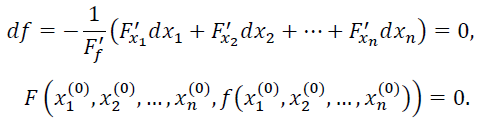 df = −\frac{1}{F'_f}(F'_{x_1}dx_1 + F'_{x_2}dx_2 + ⋯ + F'_{x_n}dx_n) = 0,
F(x_1^{(0)}, x_2^{(0)}, …, x_n^{(0)}, f(x_1^{(0)}, x_2^{(0)}, …, x_n^{(0)})) = 0.